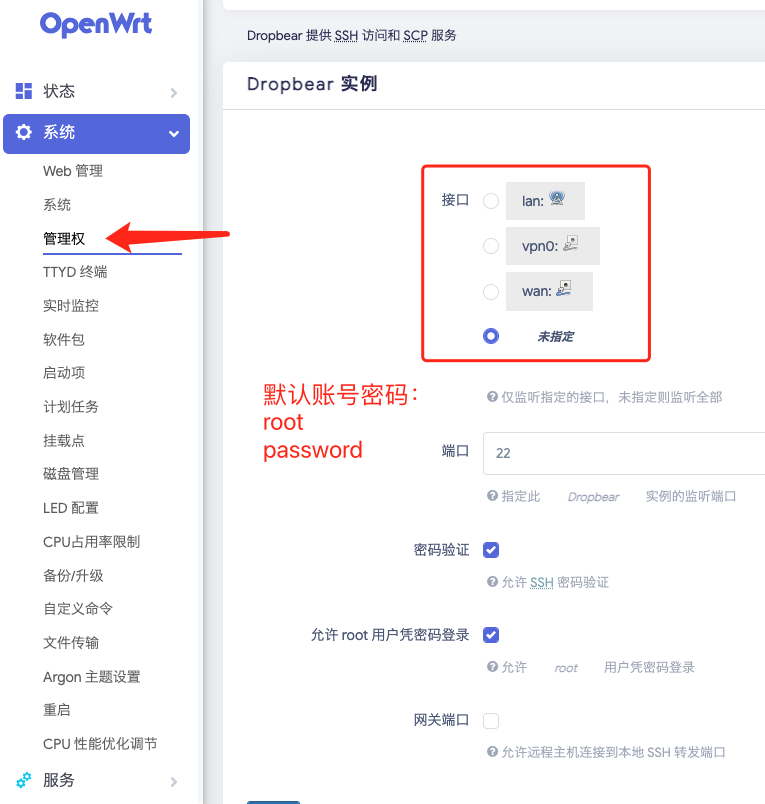 OpenWrt
状态
系统
Web 管理
系统
管理权
TTYD 终端
实时监控
软件包
启动项
计划任务
挂载点
磁盘管理
LED 配置
CPU占用率限制
备份/升级
自定义命令
文件传输
Argon 主题设置
重启
CPU 性能优化调节
服务
Dropbear 提供 SSH 访问和 SCP 服务
Dropbear 实例
接口
lan:
vpn0:
wan:
未指定
仅监听指定的接口，未指定则监听全部
默认账号密码：
root
password
端口
22
指定此 Dropbear 实例的监听端口
密码验证
允许 SSH 密码验证
允许 root 用户凭密码登录
允许 root 用户凭密码登录
网关端口
允许远程主机连接到本地 SSH 转发端口